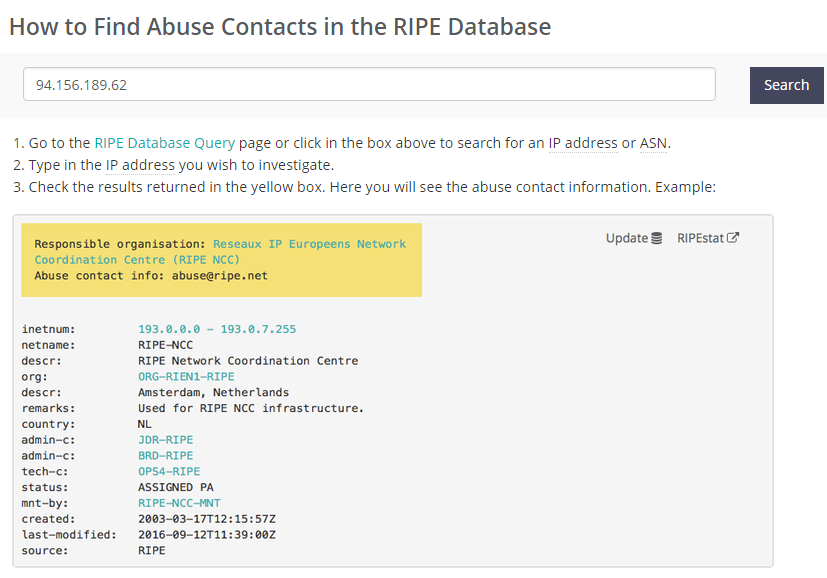 How to Find Abuse Contacts in the RIPE Database
94.156.189.62
Search
1. Go to the RIPE Database Query page or click in the box above to search for an IP address or ASN.
2. Type in the IP address you wish to investigate.
3. Check the results returned in the yellow box. Here you will see the abuse contact information. Example:
Responsible organisation: Reseaux IP Europeens Network
Coordination Centre (RIPE NCC)
Abuse contact info: abuse@ripe.net
Update
RIPEstat
inetnum: 193.0.0.0 – 193.0.7.255
netname: RIPE-NCC
descr: RIPE Network Coordination Centre
org: ORG-RIEN1-RIPE
descr: Amsterdam, Netherlands
remarks: Used for RIPE NCC infrastructure.
country: NL
admin-c: JDR-RIPE
admin-c: BRD-RIPE
tech-c: OPS4-RIPE
status: ASSIGNED PA
mnt-by: RIPE-NCC-MNT
created: 2003-03-17T12:15:57Z
last-modified: 2016-09-12T11:39:00Z
source: RIPE